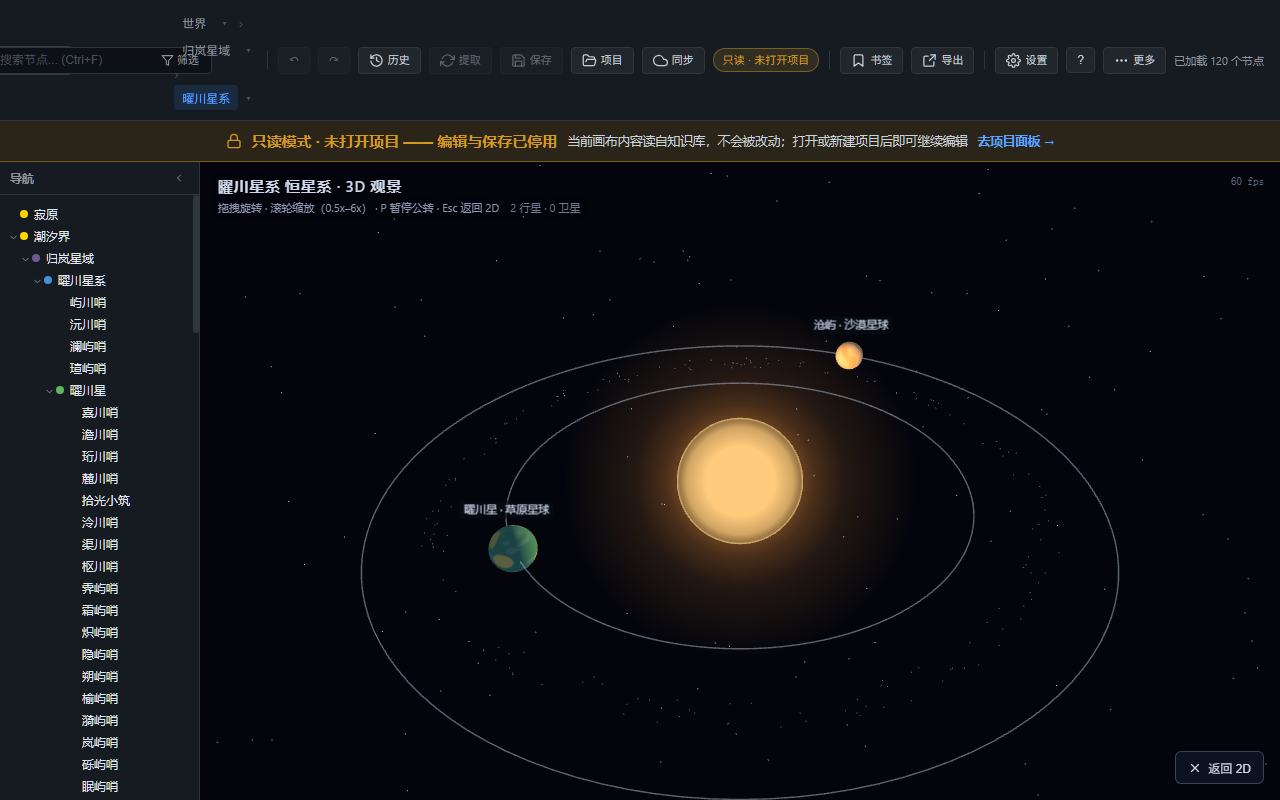 世界
归岚星域
曜川星系
搜索节点... (Ctrl+F)
筛选
历史
提取
保存
项目
同步
只读 · 未打开项目
书签
导出
设置
?
更多
已加载 120 个节点
只读模式 · 未打开项目 —— 编辑与保存已停用 当前画布内容读自知识库，不会被改动；打开或新建项目后即可继续编辑 去项目面板 →
导航
寂原
潮汐界
归岚星域
曜川星系
屿川哨
沅川哨
澜屿哨
瑄屿哨
曜川星
嘉川哨
澹川哨
珩川哨
麓川哨
拾光小筑
泠川哨
渠川哨
枢川哨
霁屿哨
霜屿哨
炽屿哨
隐屿哨
朔屿哨
榆屿哨
漪屿哨
岚屿哨
砾屿哨
眠屿哨
曜川星系 恒星系 · 3D 观景
拖拽旋转 · 滚轮缩放（0.5x–6x） · P 暂停公转 · Esc 返回 2D 2 行星 · 0 卫星
60 fps
沧屿 · 沙漠星球
曜川星 · 草原星球
返回 2D